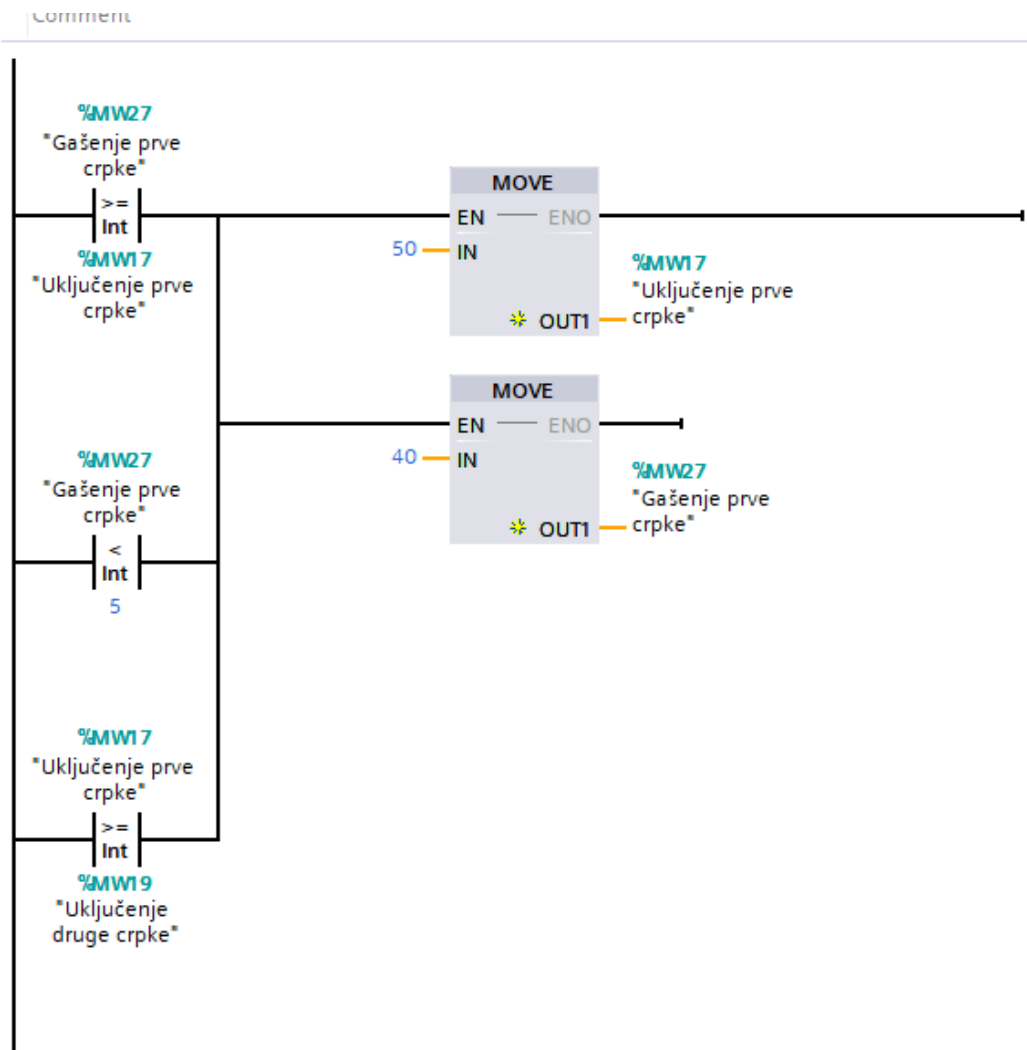 Comment
%MW27
"Gašenje prve
crpke"
>=
Int
%MW17
"Uključenje prve
crpke"
MOVE
EN ENO
50 IN
%MW17
"Uključenje prve
OUT1 crpke"
MOVE
EN ENO
40 IN
%MW27
"Gašenje prve
OUT1 crpke"
%MW27
"Gašenje prve
crpke"
<
Int
5
%MW17
"Uključenje prve
crpke"
>=
Int
%MW19
"Uključenje
druge crpke"